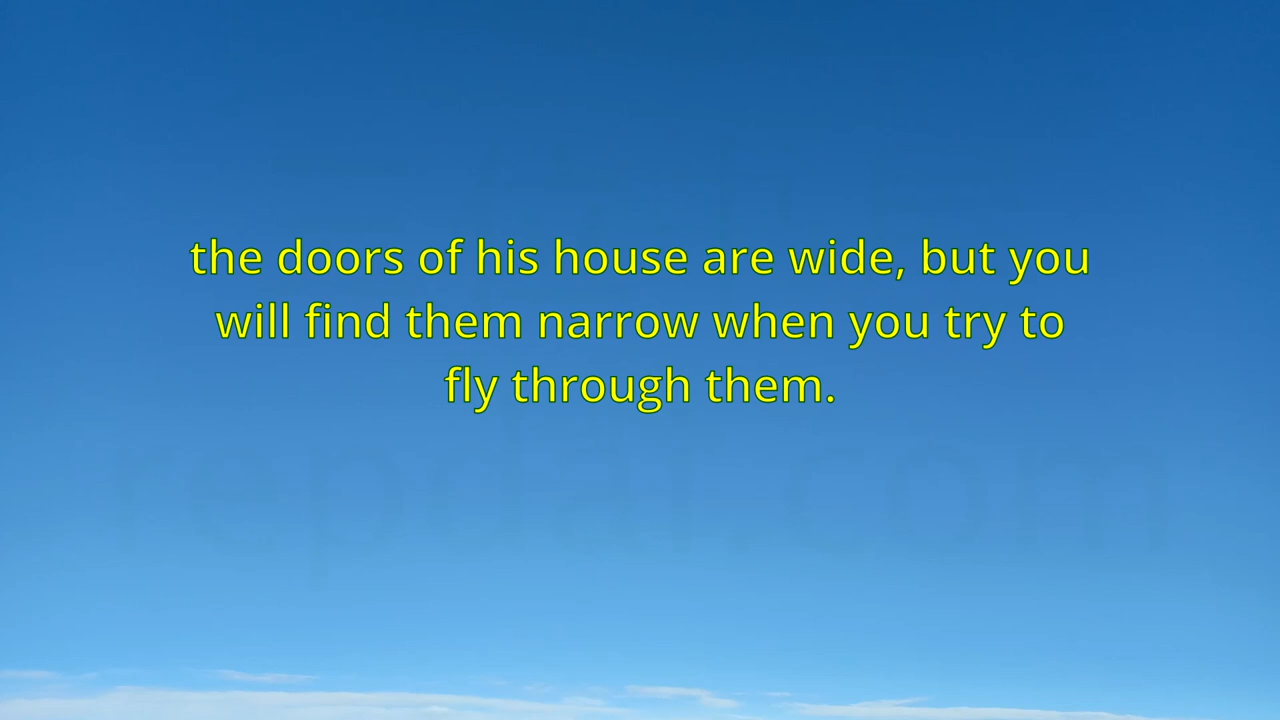 the doors of his house are wide, but you
will find them narrow when you try to
fly through them.